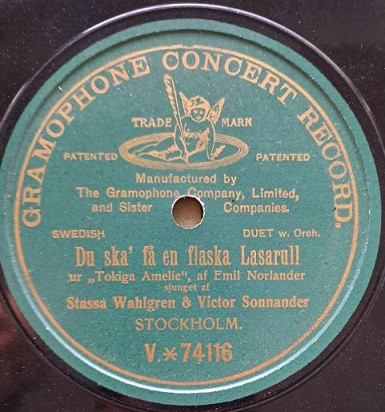 GRAMOPHONE CONCERT RECORD.
TRADE MARK
PATENTED PATENTED
Manufactured by
The Gramophone Company, Limited,
and Sister Companies.
SWEDISH DUET w. Orch.
Du ska' få en flaska Lasarull
ur „Tokiga Amelie", af Emil Norlander
sjunget af
Stassa Wahlgren & Victor Sonnander
STOCKHOLM.
V.*74116